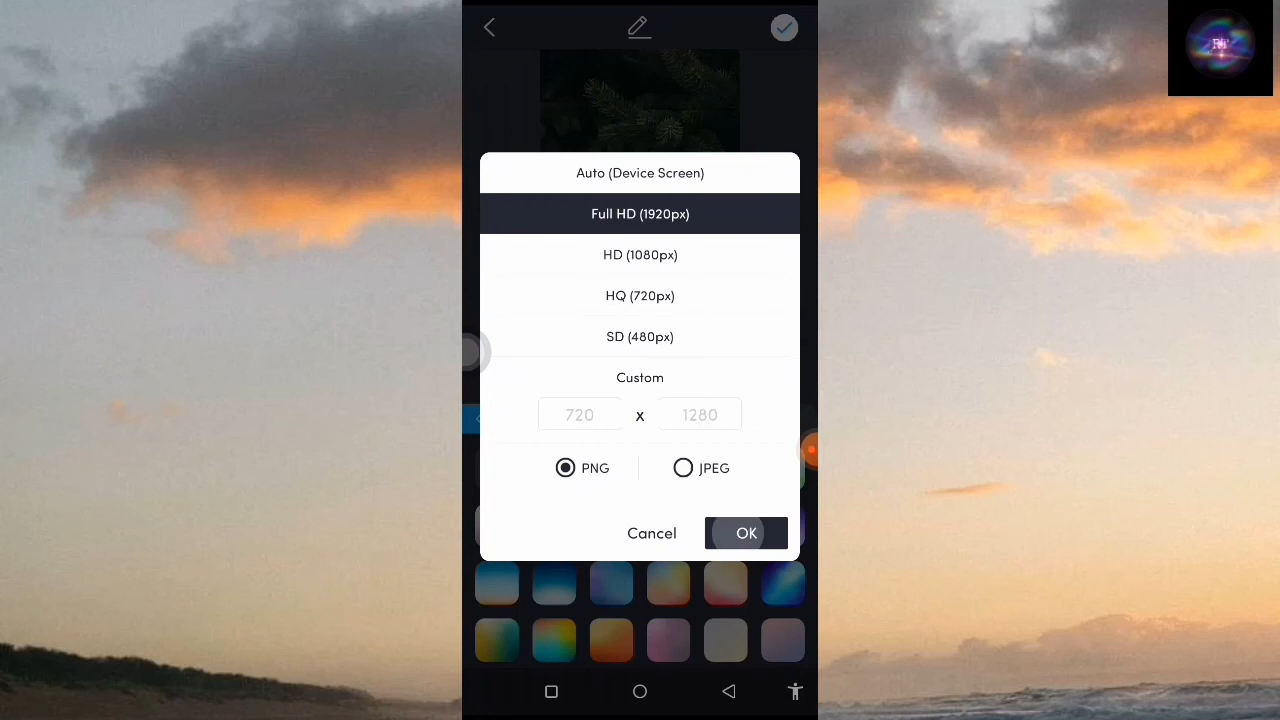 Auto (Device Screen)
Full HD (1920px)
HD (1080px)
HQ (720px)
SD (480px)
Custom
720 x 1280
PNG JPEG
Cancel OK